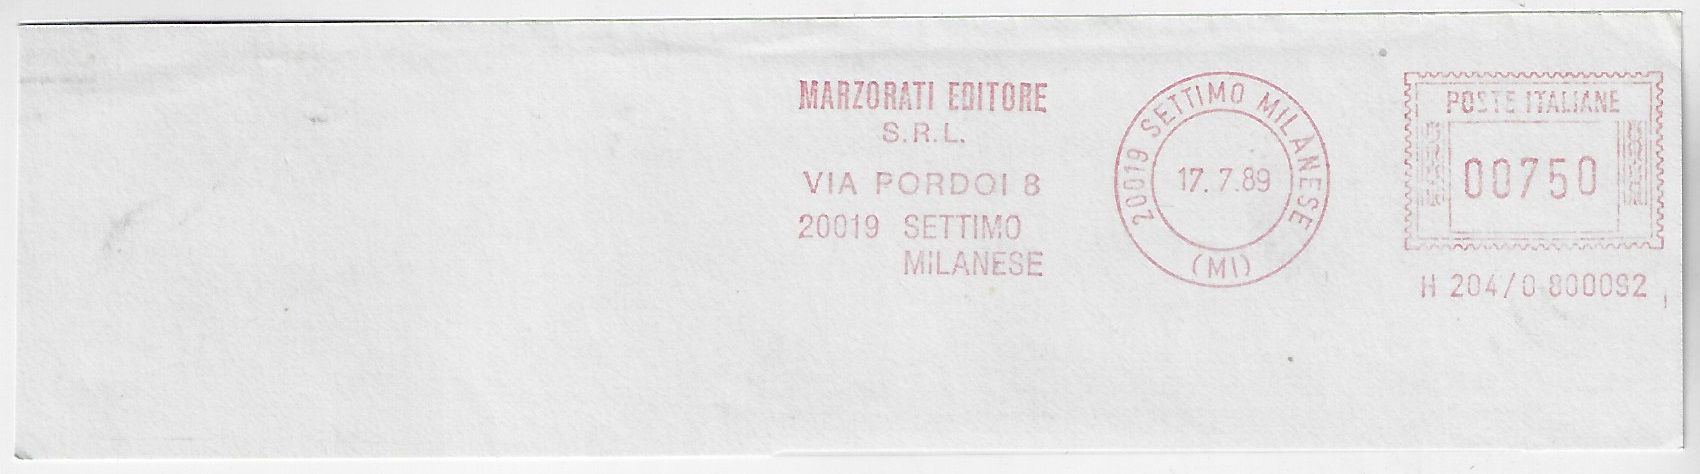 MARZORATI EDITORE
S.R.L.
VIA PORDOI 8
20019 SETTIMO
MILANESE
20019 SETTIMO MILANESE
17.7.89
(MI)
POSTE ITALIANE
00750
H 204/0 800092